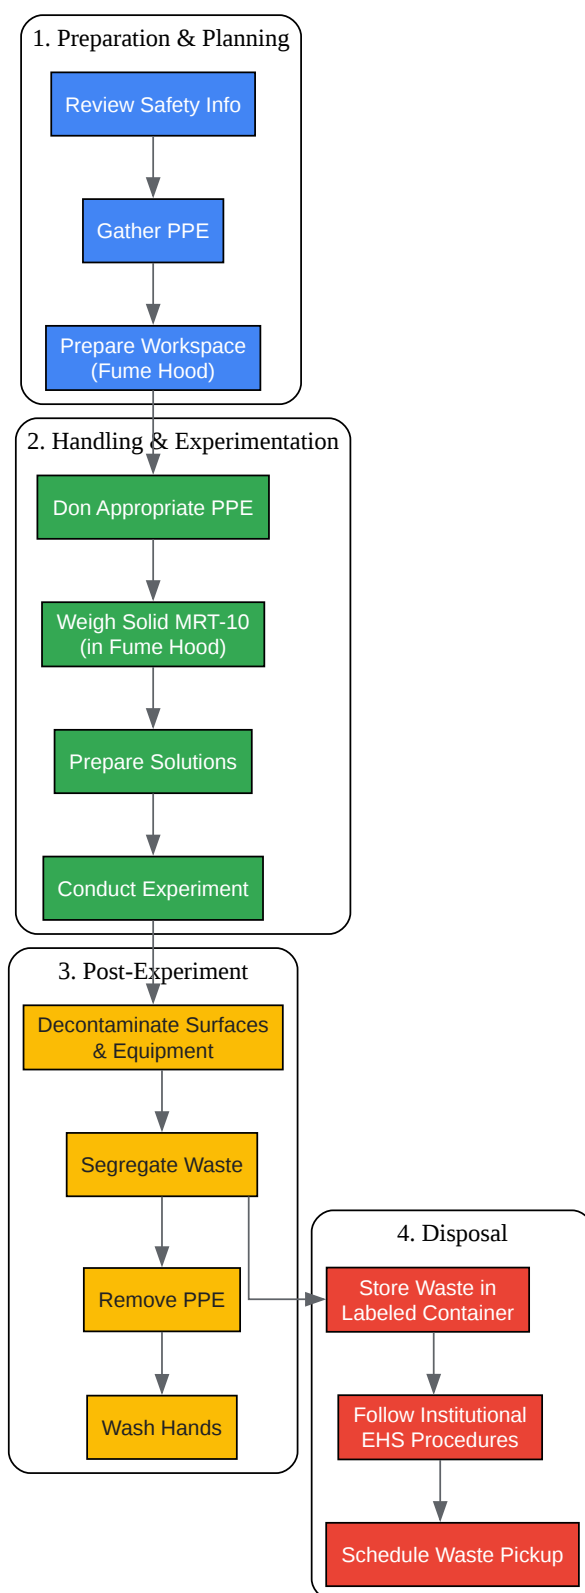 1. Preparation & Planning
Review Safety Info
Gather PPE
Prepare Workspace
(Fume Hood)
2. Handling & Experimentation
Don Appropriate PPE
Weigh Solid MRT-10
(in Fume Hood)
Prepare Solutions
Conduct Experiment
3. Post-Experiment
Decontaminate Surfaces
& Equipment
Segregate Waste
Remove PPE
Wash Hands
4. Disposal
Store Waste in
Labeled Container
Follow Institutional
EHS Procedures
Schedule Waste Pickup